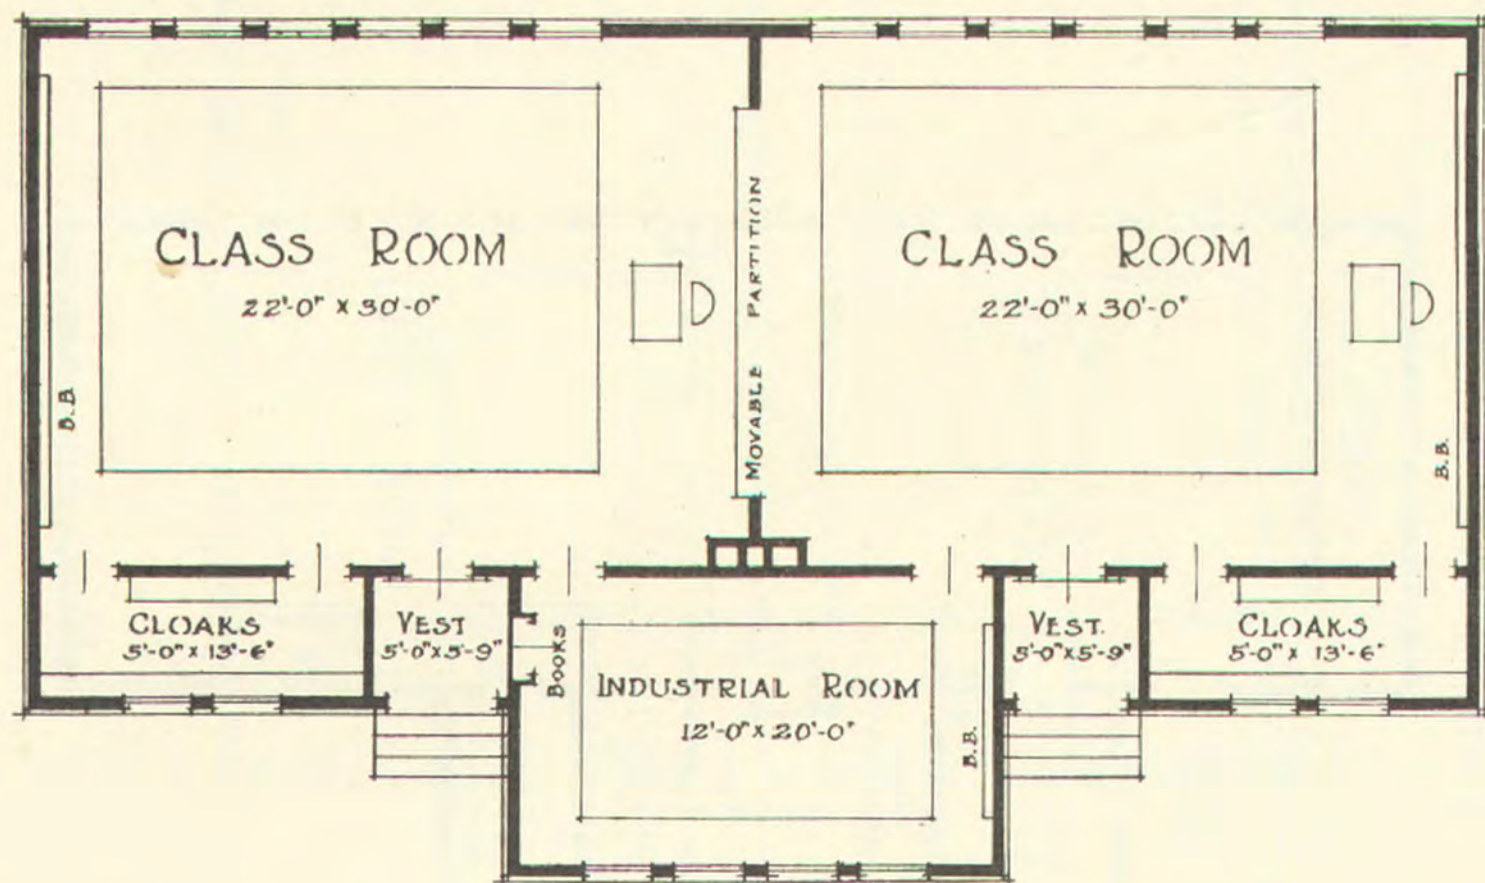 CLASS ROOM
22'-0" x 30'-0"
B.B.
MOVABLE PARTITION
CLASS ROOM
22'-0" x 30'-0"
B.B.
CLOAKS
5'-0" x 13'-6"
VEST
5'-0" x 5'-9"
BOOKS
INDUSTRIAL ROOM
12'-0" x 20'-0"
B.B.
VEST.
5'-0" x 5'-9"
CLOAKS
5'-0" x 13'-6"